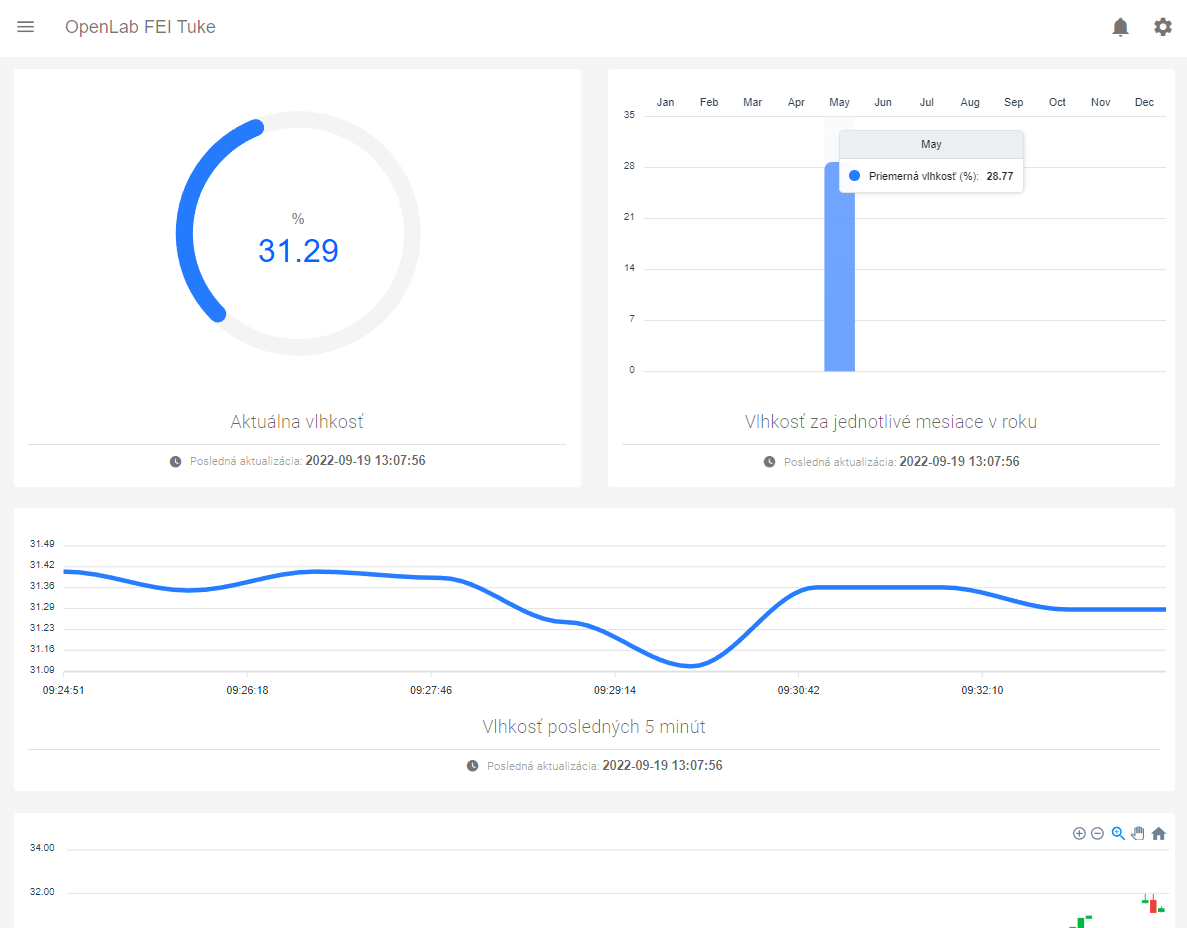 OpenLab FEI Tuke
%
31.29
Aktuálna vlhkosť
Posledná aktualizácia: 2022-09-19 13:07:56
Jan Feb Mar Apr May Jun Jul Aug Sep Oct Nov Dec
35
28
21
14
7
0
May
Priemerná vlhkosť (%): 28.77
Vlhkosť za jednotlivé mesiace v roku
Posledná aktualizácia: 2022-09-19 13:07:56
31.49
31.42
31.36
31.29
31.23
31.16
31.09
09:24:51 09:26:18 09:27:46 09:29:14 09:30:42 09:32:10
Vlhkosť posledných 5 minút
Posledná aktualizácia: 2022-09-19 13:07:56
34.00
32.00